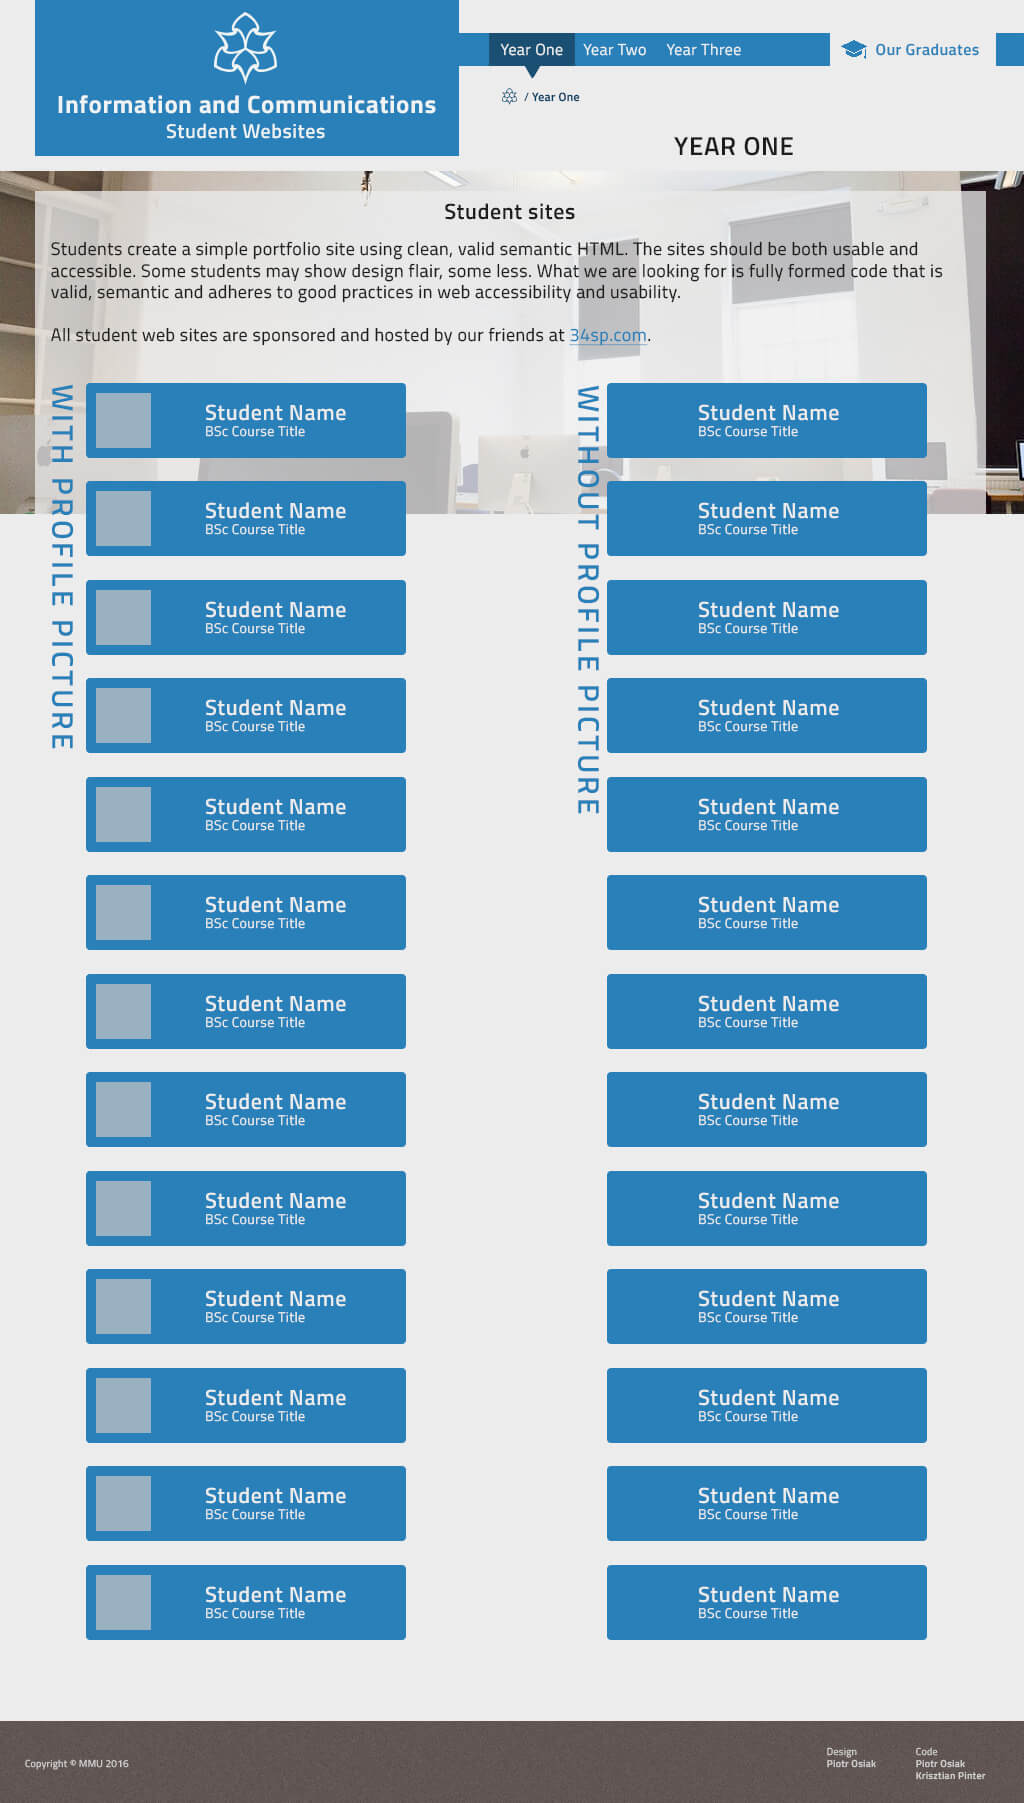 Information and Communications
Student Websites
Year One
Year Two
Year Three
Our Graduates
/ Year One
YEAR ONE
Student sites
Students create a simple portfolio site using clean, valid semantic HTML. The sites should be both usable and
accessible. Some students may show design flair, some less. What we are looking for is fully formed code that is
valid, semantic and adheres to good practices in web accessibility and usability.
All student web sites are sponsored and hosted by our friends at 34sp.com.
WITH PROFILE PICTURE
Student Name
BSc Course Title
Student Name
BSc Course Title
Student Name
BSc Course Title
Student Name
BSc Course Title
Student Name
BSc Course Title
Student Name
BSc Course Title
Student Name
BSc Course Title
Student Name
BSc Course Title
Student Name
BSc Course Title
Student Name
BSc Course Title
Student Name
BSc Course Title
Student Name
BSc Course Title
Student Name
BSc Course Title
WITHOUT PROFILE PICTURE
Student Name
BSc Course Title
Student Name
BSc Course Title
Student Name
BSc Course Title
Student Name
BSc Course Title
Student Name
BSc Course Title
Student Name
BSc Course Title
Student Name
BSc Course Title
Student Name
BSc Course Title
Student Name
BSc Course Title
Student Name
BSc Course Title
Student Name
BSc Course Title
Student Name
BSc Course Title
Student Name
BSc Course Title
Copyright © MMU 2016
Design
Piotr Osiak
Code
Piotr Osiak
Krisztian Pinter